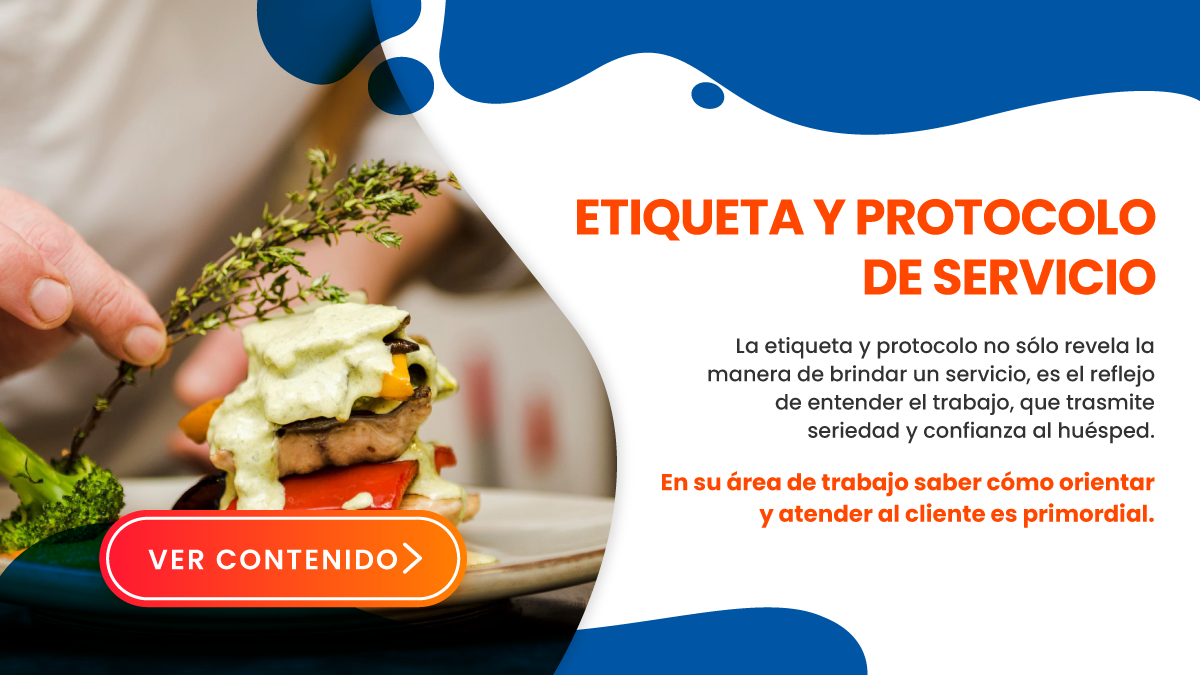 ETIQUETA Y PROTOCOLO
DE SERVICIO
La etiqueta y protocolo no sólo revela la
manera de brindar un servicio, es el reflejo
de entender el trabajo, que trasmite
seriedad y confianza al huésped.
En su área de trabajo saber cómo orientar
y atender al cliente es primordial.
VER CONTENIDO